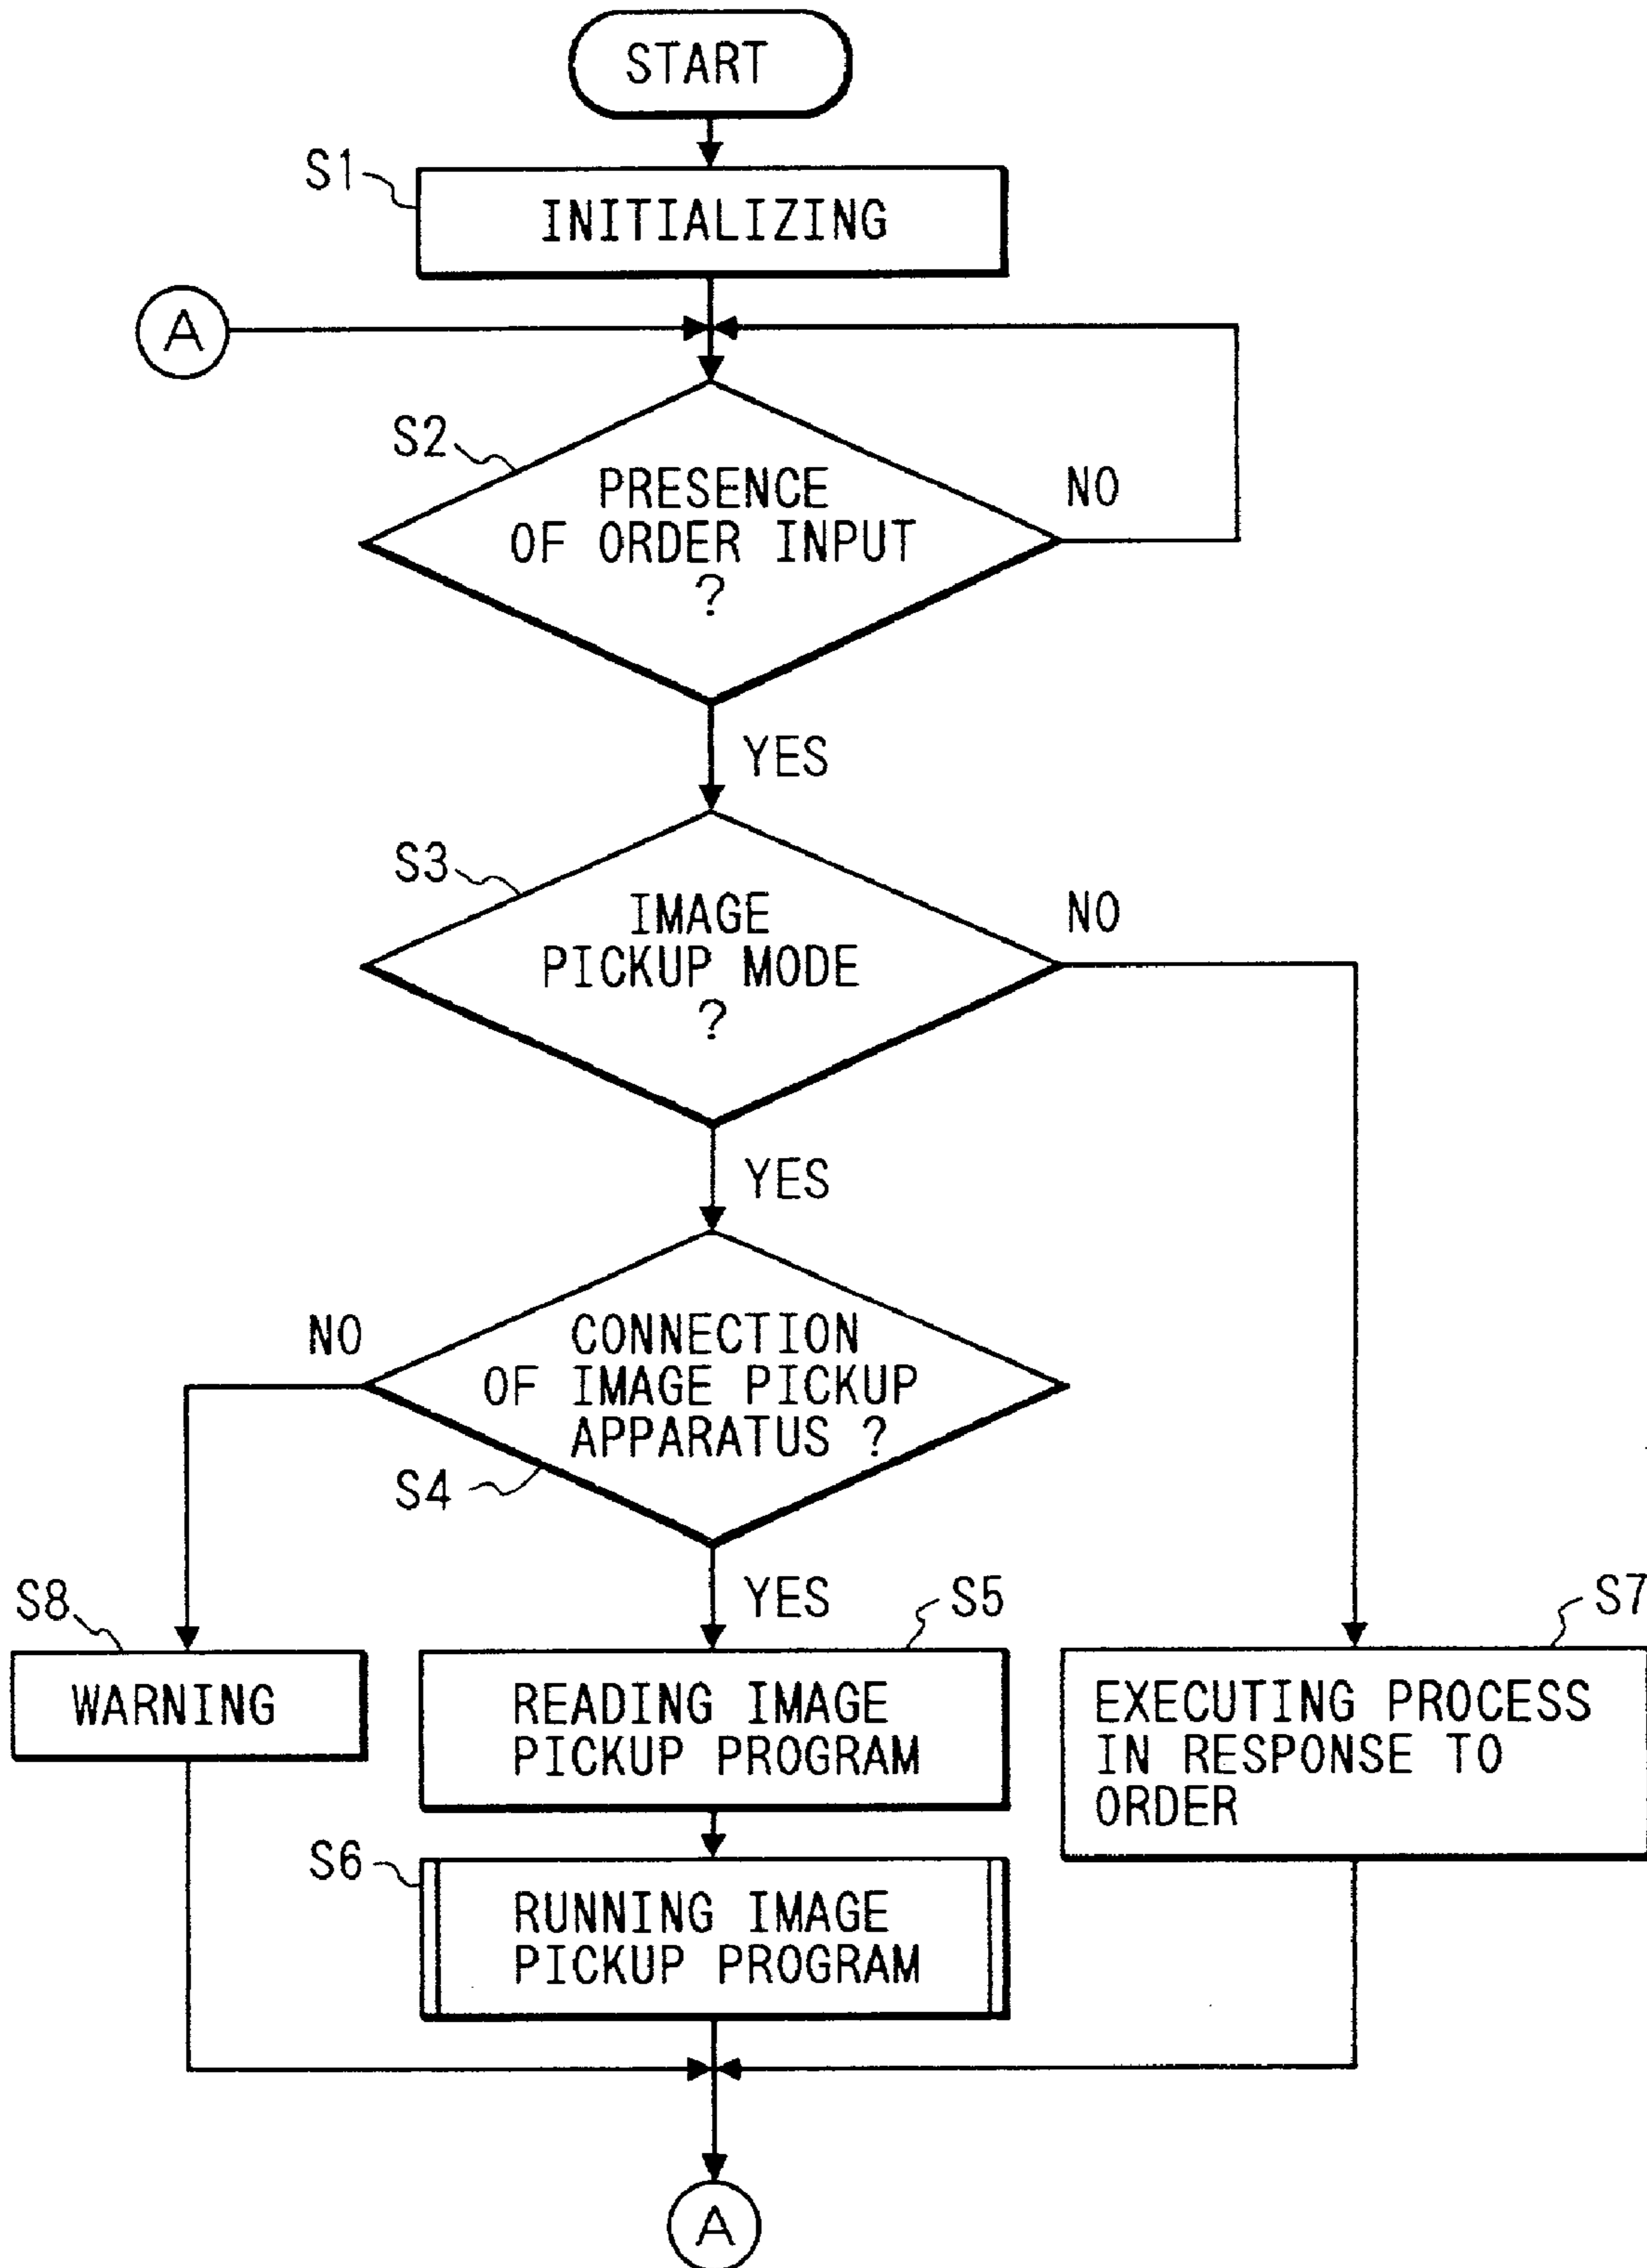 START
S1
INITIALIZING
A
S2
PRESENCE
OF ORDER INPUT
?
NO
YES
S3
IMAGE
PICKUP MODE
?
NO
YES
NO
CONNECTION
OF IMAGE PICKUP
APPARATUS ?
S4
YES
S8
WARNING
S5
READING IMAGE
PICKUP PROGRAM
S7
EXECUTING PROCESS
IN RESPONSE TO
ORDER
S6
RUNNING IMAGE
PICKUP PROGRAM
A